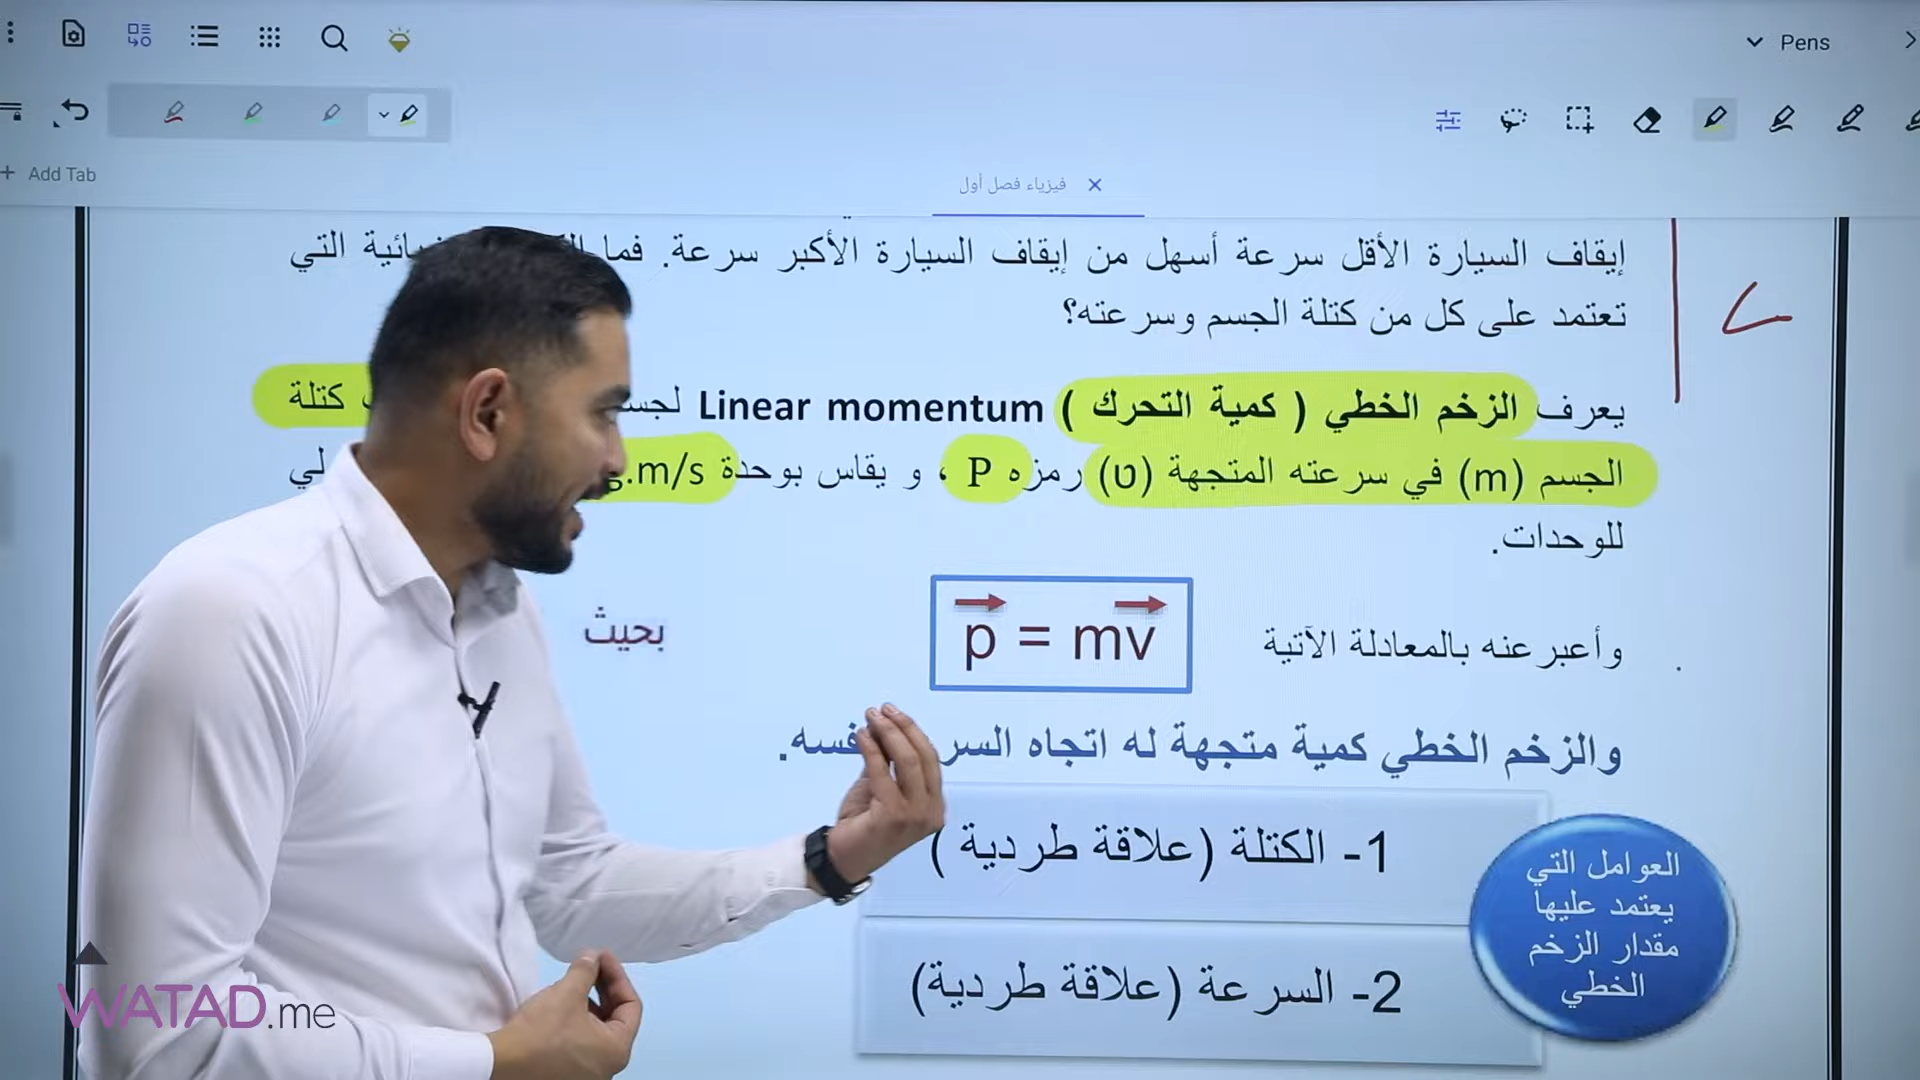 Pens
Add Tab
فيزياء فصل أول
إيقاف السيارة الأقل سرعة أسهل من إيقاف السيارة الأكبر سرعة. فما التي
تعتمد على كل من كتلة الجسم وسرعته؟
يعرف الزخم الخطي ( كمية التحرك ) Linear momentum كتلة
الجسم (m) في سرعته المتجهة (υ) رمزه P ، و يقاس بوحدة .m/s
للوحدات.
وأعبرعنه بالمعادلة الآتية p = mv بحيث
والزخم الخطي كمية متجهة له اتجاه
1- الكتلة (علاقة طردية )
2- السرعة (علاقة طردية)
العوامل التي
يعتمد عليها
مقدار الزخم
الخطي
WATAD.me